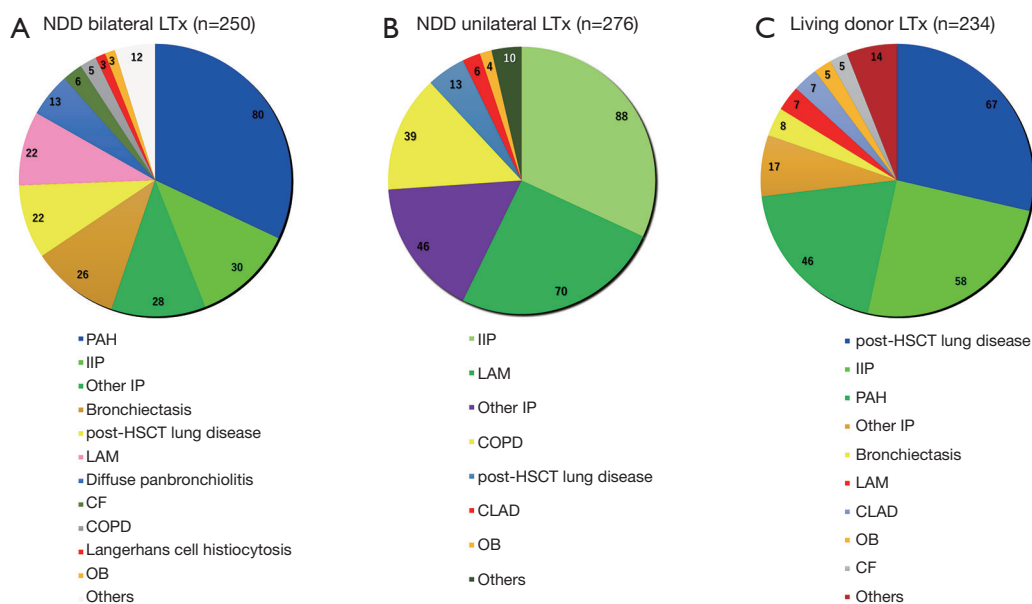 A NDD bilateral LTx (n=250)
12
3
3
5
6
13
80
22
22
30
26
28
PAH
IIP
Other IP
Bronchiectasis
post-HSCT lung disease
LAM
Diffuse panbronchiolitis
CF
COPD
Langerhans cell histiocytosis
OB
Others
B NDD unilateral LTx (n=276)
10
4
6
13
88
39
46
70
IIP
LAM
Other IP
COPD
post-HSCT lung disease
CLAD
OB
Others
C Living donor LTx (n=234)
14
5
5
7
7
67
8
17
46
58
post-HSCT lung disease
IIP
PAH
Other IP
Bronchiectasis
LAM
CLAD
OB
CF
Others